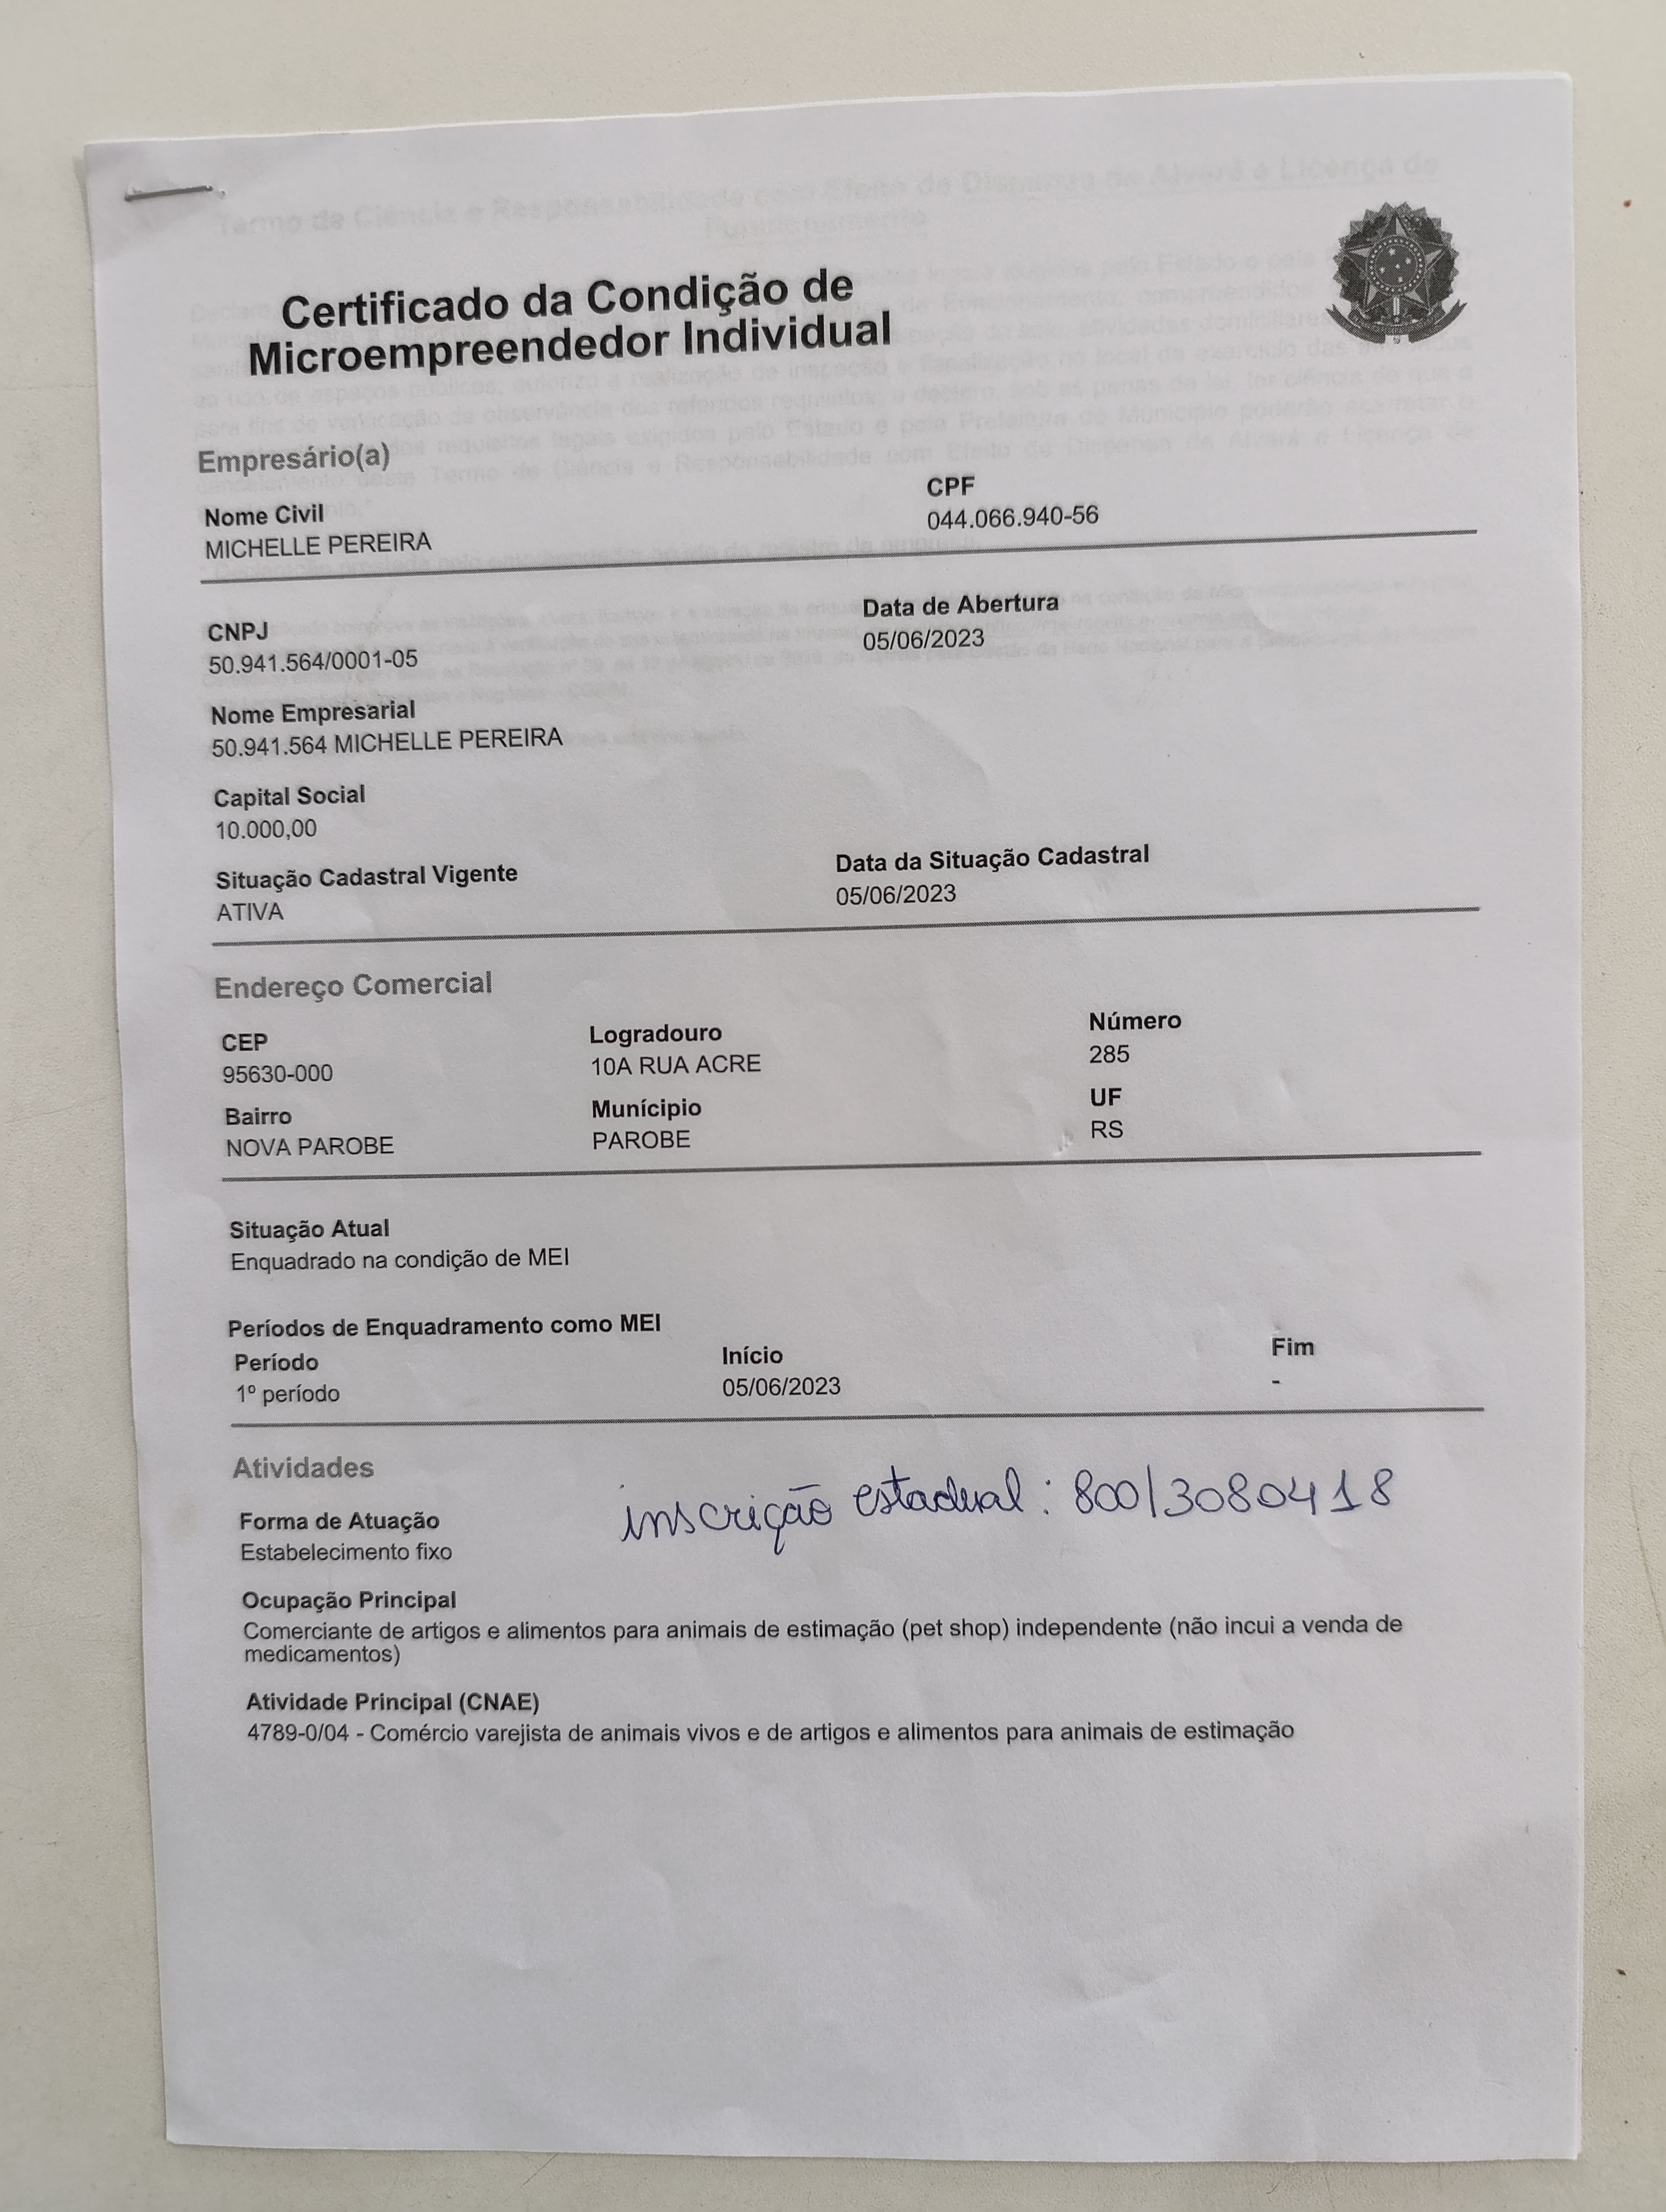 Certificado da Condição de
Microempreendedor Individual
Empresário(a)
Nome Civil
MICHELLE PEREIRA
CPF
044.066.940-56
CNPJ
50.941.564/0001-05
Data de Abertura
05/06/2023
Nome Empresarial
50.941.564 MICHELLE PEREIRA
Capital Social
10.000,00
Situação Cadastral Vigente
ATIVA
Data da Situação Cadastral
05/06/2023
Endereço Comercial
CEP
95630-000
Logradouro
10A RUA ACRE
Número
285
Bairro
NOVA PAROBE
Munícipio
PAROBE
UF
RS
Situação Atual
Enquadrado na condição de MEI
Períodos de Enquadramento como MEI
Período
1º período
Início
05/06/2023
Fim
-
Atividades
inscrição estadual: 800/3080418
Forma de Atuação
Estabelecimento fixo
Ocupação Principal
Comerciante de artigos e alimentos para animais de estimação (pet shop) independente (não incui a venda de
medicamentos)
Atividade Principal (CNAE)
4789-0/04 - Comércio varejista de animais vivos e de artigos e alimentos para animais de estimação